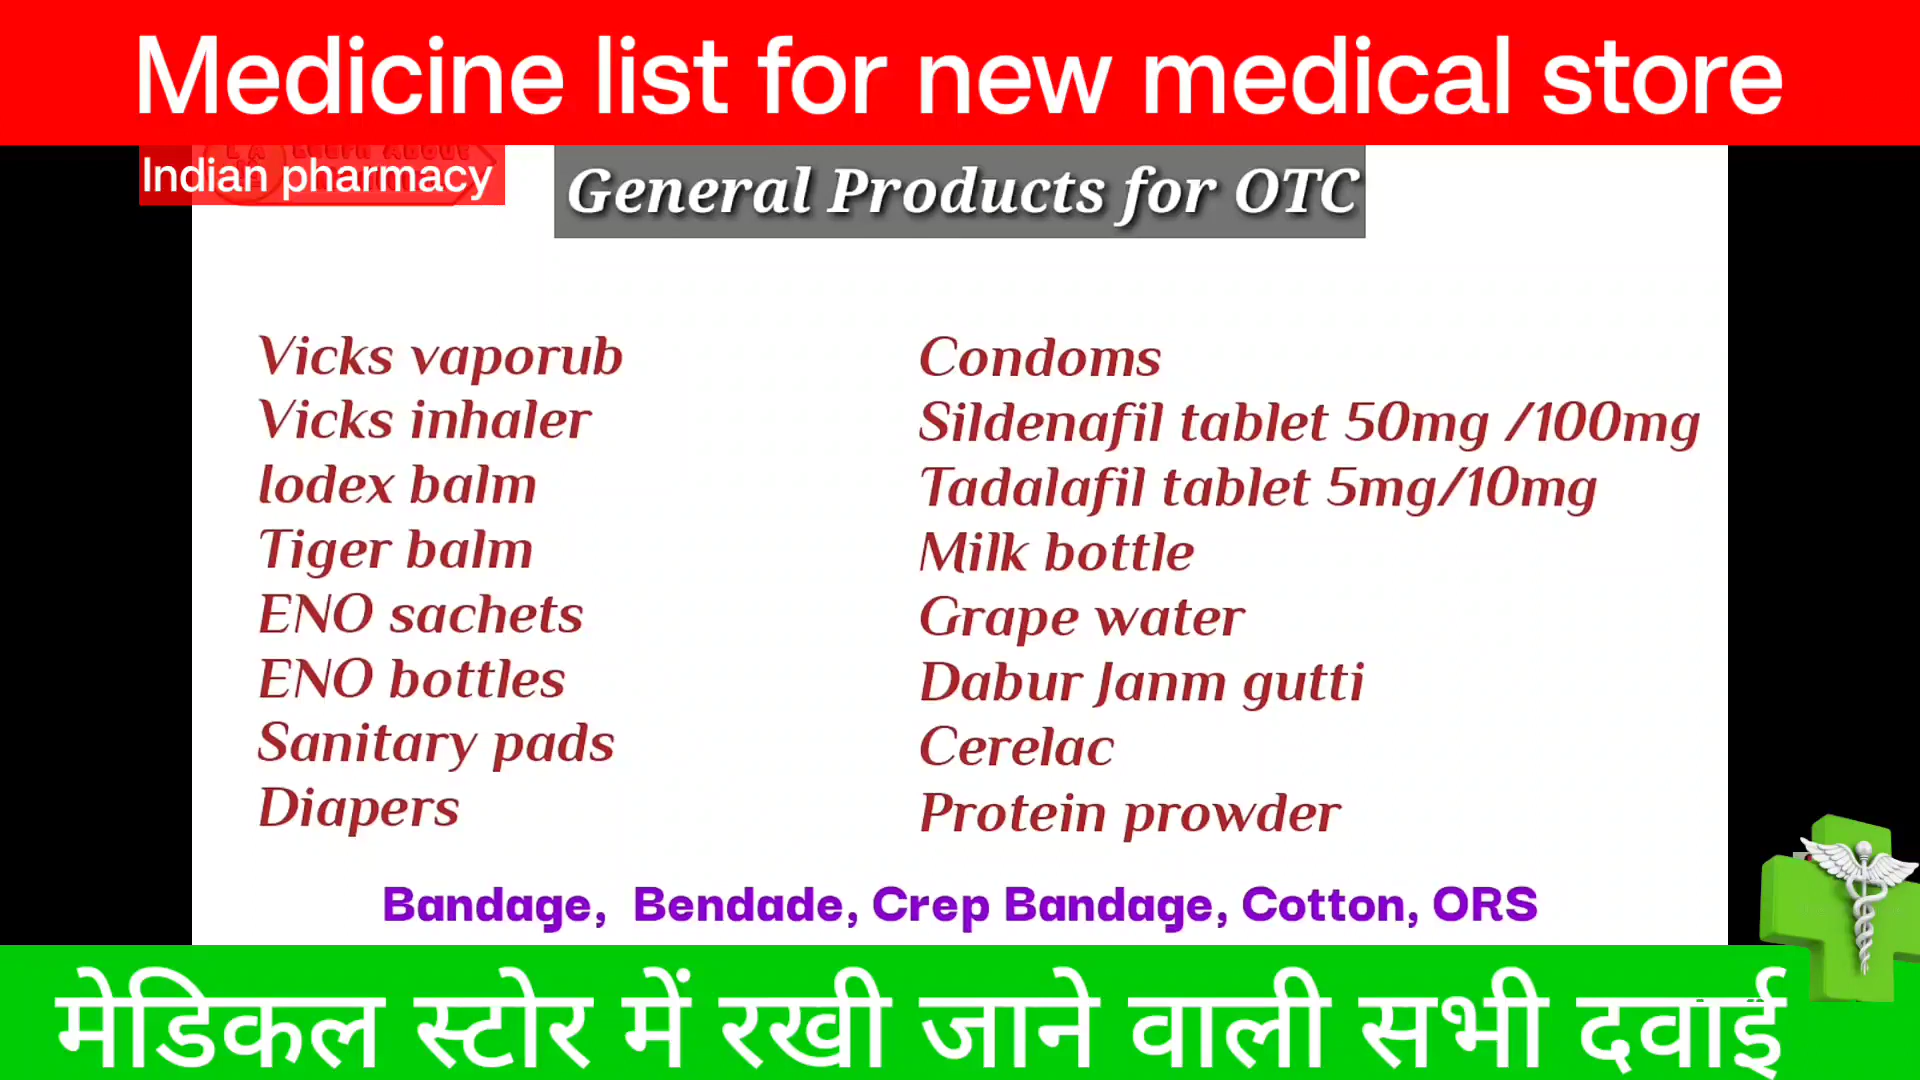 Medicine list for new medical store
Indian pharmacy
General Products for OTC
Vicks vaporub
Vicks inhaler
Iodex balm
Tiger balm
ENO sachets
ENO bottles
Sanitary pads
Diapers
Condoms
Sildenafil tablet 50mg /100mg
Tadalafil tablet 5mg/10mg
Milk bottle
Grape water
Dabur Janm gutti
Cerelac
Protein prowder
Bandage, Bendade, Crep Bandage, Cotton, ORS
मेडिकल स्टोर में रखी जाने वाली सभी दवाई